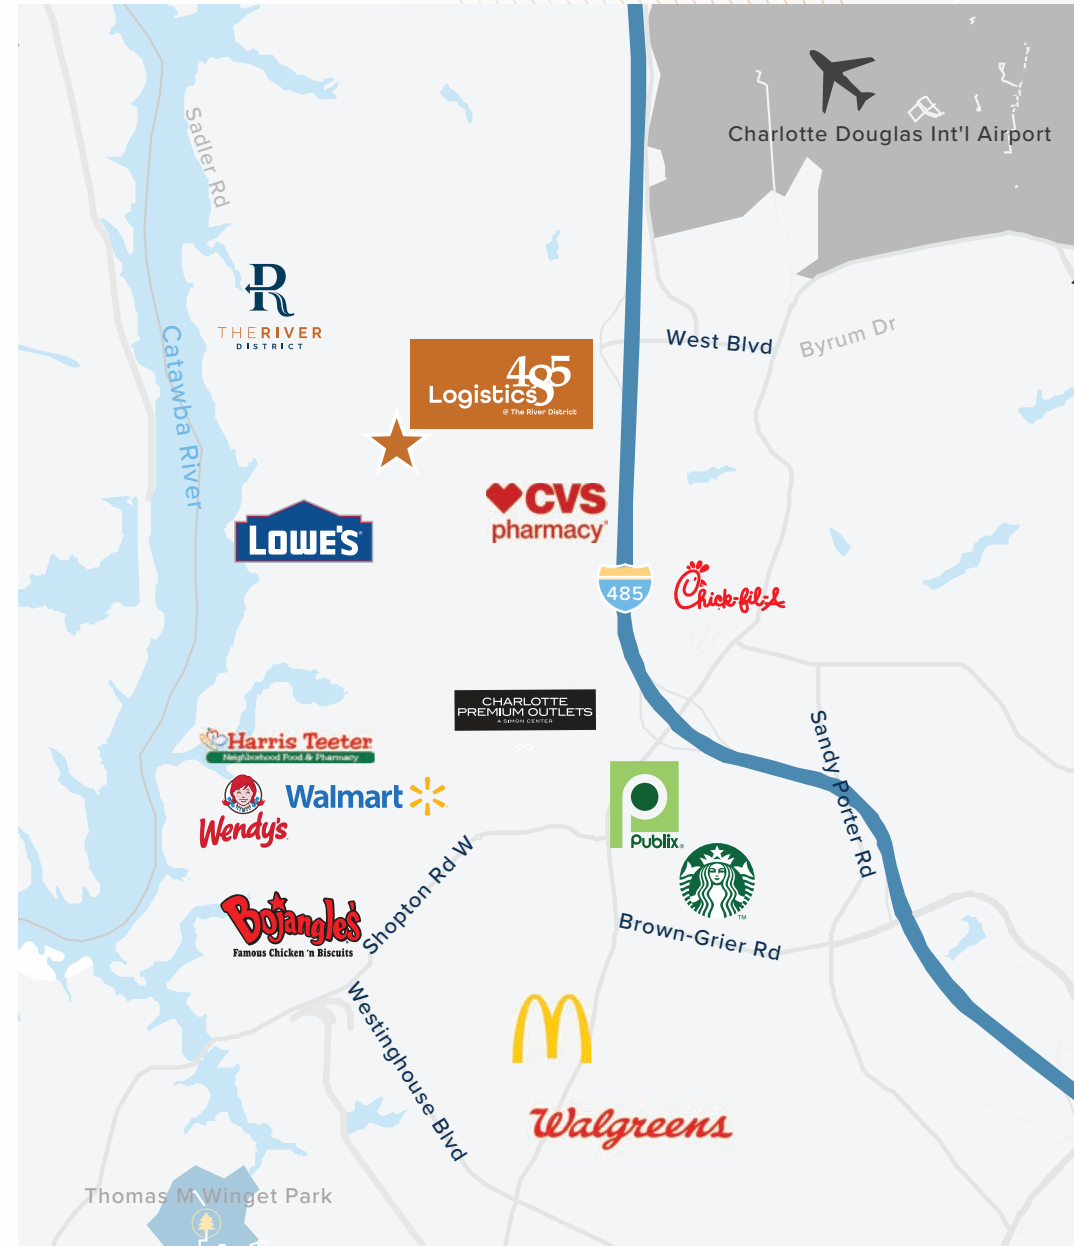 Charlotte Douglas Int'l Airport
Sadler Rd
R
THE RIVER
DISTRICT
Catawba River
West Blvd
Byrum Dr
Logistics 485
@ The River District
LOWE'S
CVS
pharmacy
485
Chick-fil-A
CHARLOTTE
PREMIUM OUTLETS
A SIMON CENTER
Harris Teeter
Neighborhood Food & Pharmacy
Walmart
Wendy's
Publix
Sandy Porter Rd
TM
Shopton Rd W
Bojangles'
Famous Chicken 'n Biscuits
Brown-Grier Rd
Westinghouse Blvd
Walgreens
Thomas M Winget Park